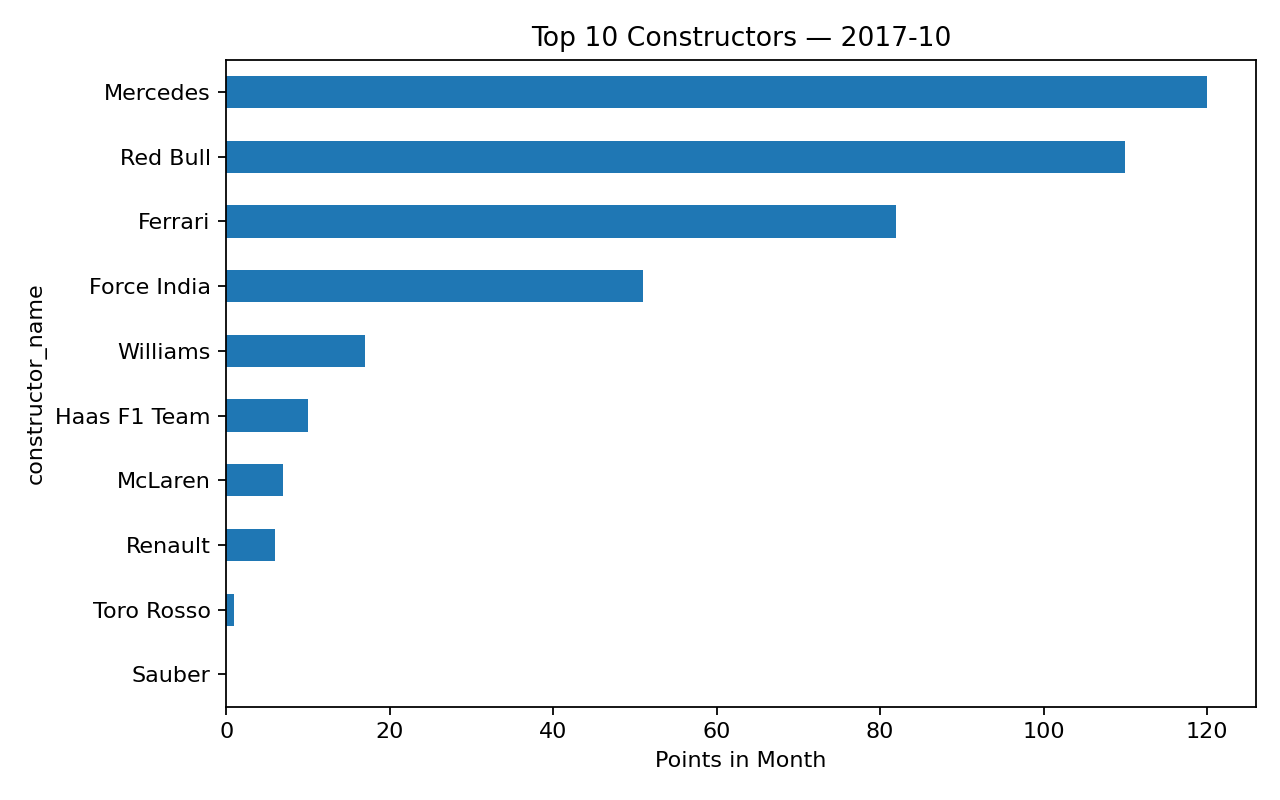 Top 10 Constructors — 2017-10
constructor_name
Mercedes
Red Bull
Ferrari
Force India
Williams
Haas F1 Team
McLaren
Renault
Toro Rosso
Sauber
0 20 40 60 80 100 120
Points in Month